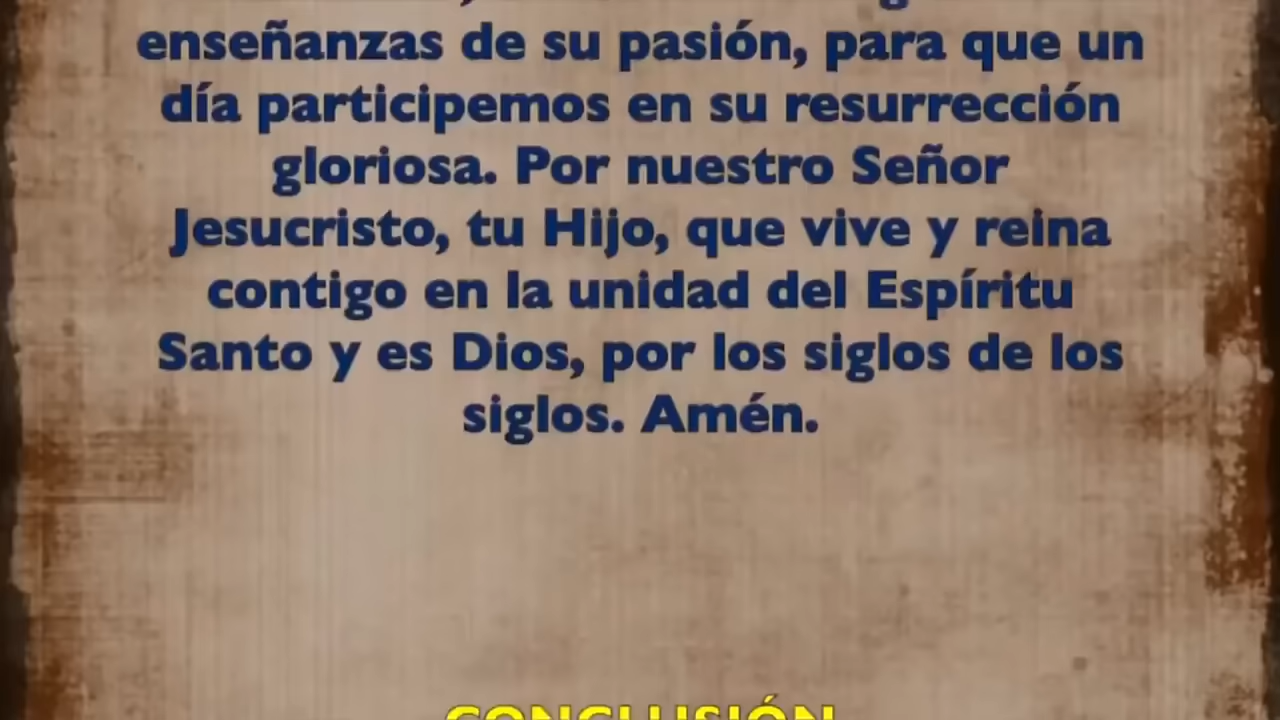 enseñanzas de su pasión, para que un
día participemos en su resurrección
gloriosa. Por nuestro Señor
Jesucristo, tu Hijo, que vive y reina
contigo en la unidad del Espíritu
Santo y es Dios, por los siglos de los
siglos. Amén.
CONCLUSIÓN